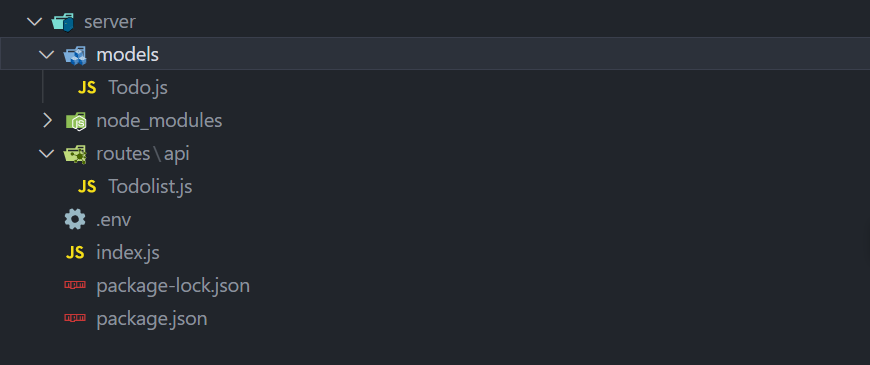 server
models
JS Todo.js
node_modules
routes\api
JS Todolist.js
.env
JS index.js
package-lock.json
package.json